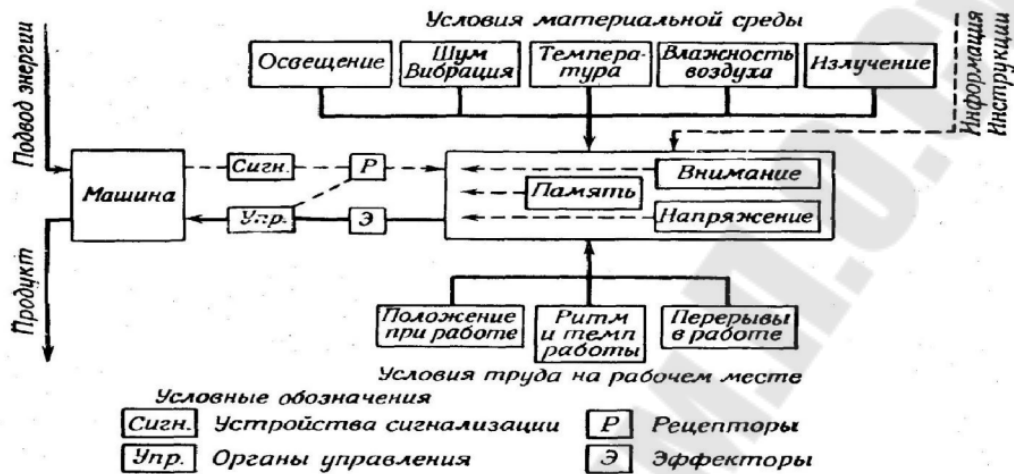 Условия материальной среды
Освещение
Шум
Вибрация
Темпера-
тура
Влажность
воздуха
Излучение
Информация
Инструкции
Подвод энергии
Машина
Сигн.
Р
Внимание
Память
Упр.
Э
Напряжение
Продукт
Положение
при работе
Ритм
и темп
работы
Перерывы
в работе
Условия труда на рабочем месте
Условные обозначения
Сигн. Устройства сигнализации
Р Рецепторы
Упр. Органы управления
Э Эффекторы